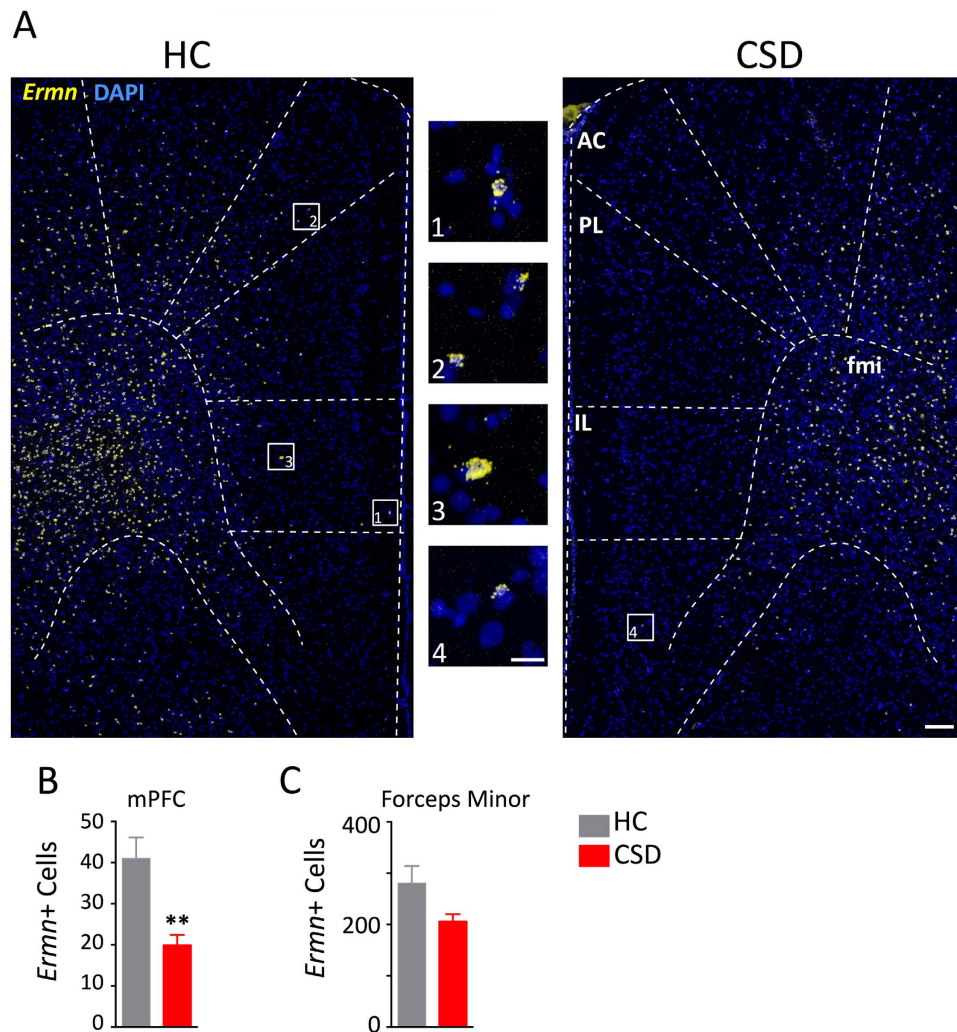 A
HC
CSD
Ermn DAPI
AC
PL
IL
fmi
2
3
1
4
1
2
3
4
B
mPFC
Ermn+ Cells
50
40
30
20
10
0
**
C
Forceps Minor
Ermn+ Cells
400
200
0
HC
CSD